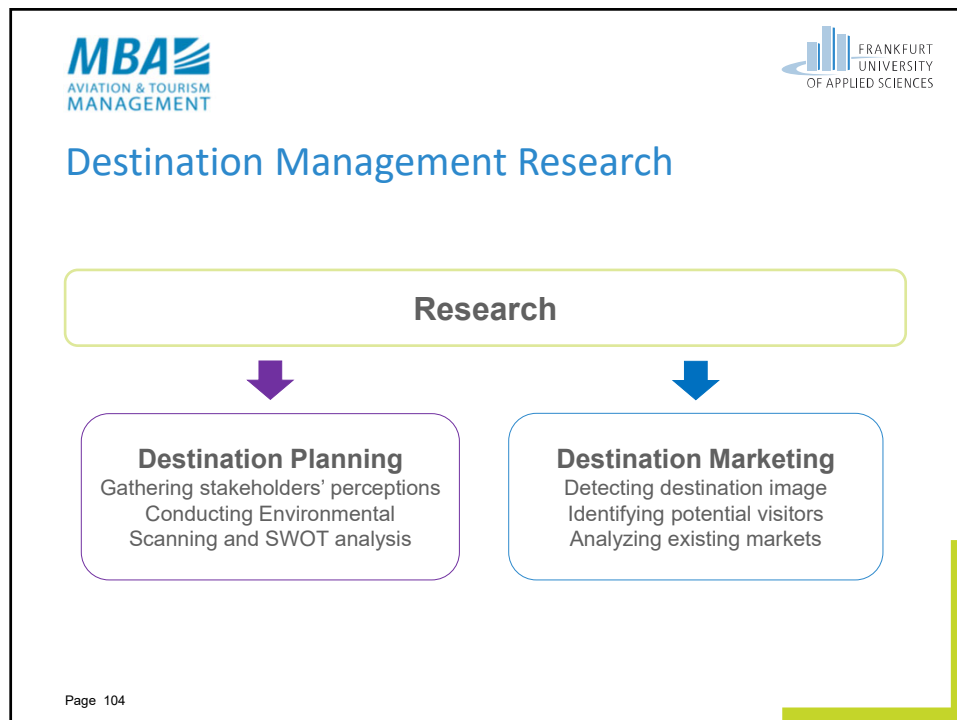 MBA
AVIATION & TOURISM
MANAGEMENT
FRANKFURT
UNIVERSITY
OF APPLIED SCIENCES
Destination Management Research
Research
Destination Planning
Gathering stakeholders’ perceptions
Conducting Environmental
Scanning and SWOT analysis
Destination Marketing
Detecting destination image
Identifying potential visitors
Analyzing existing markets
Page 104